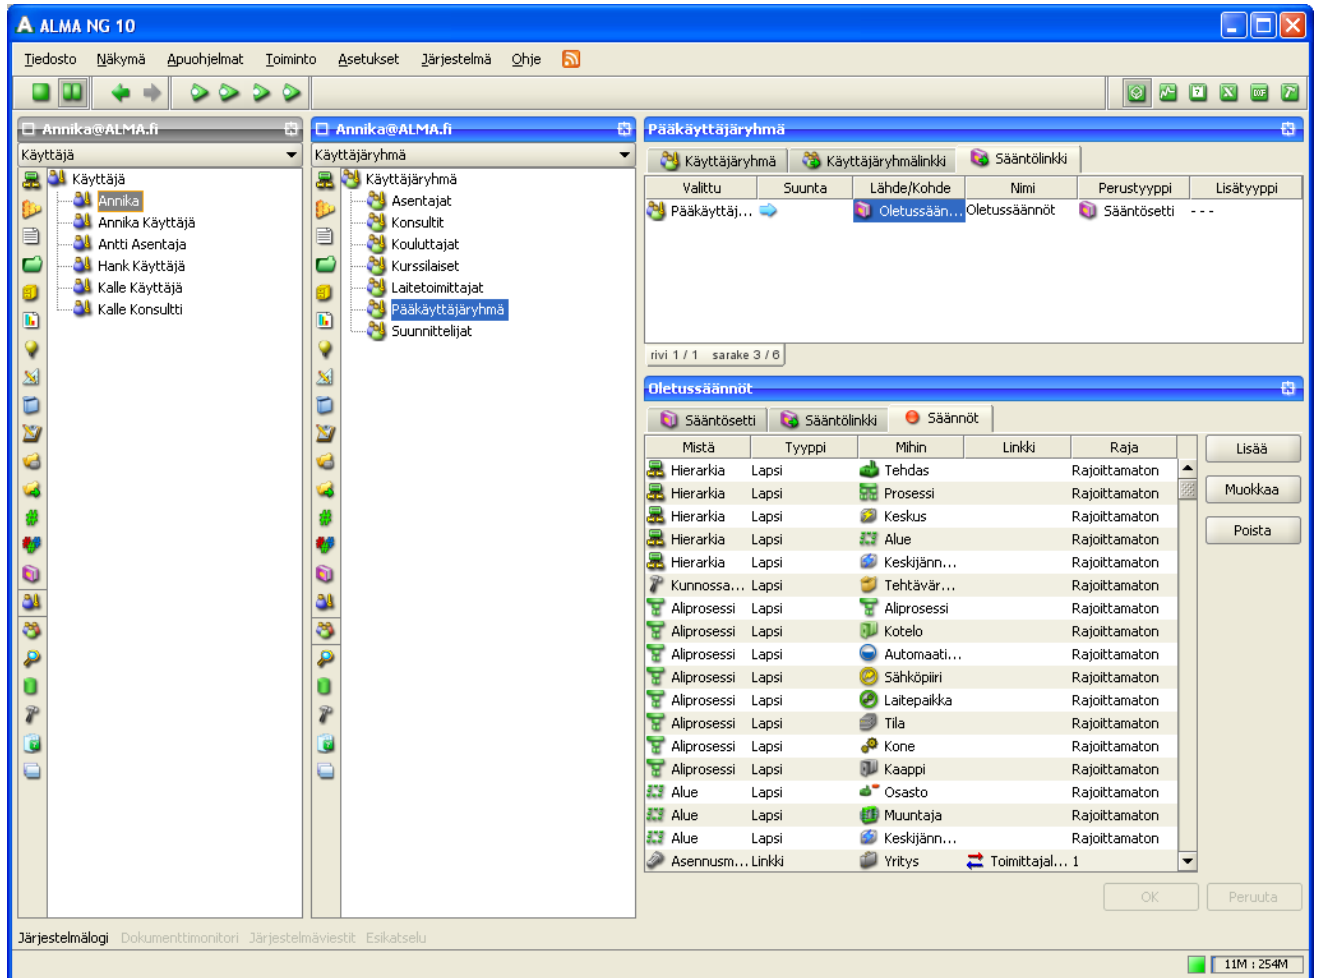 ALMA NG 10
Tiedosto Näkymä Apuohjelmat Toiminto Asetukset Järjestelmä Ohje
Annika@ALMA.fi
Käyttäjä
Käyttäjä
Annika
Annika Käyttäjä
Antti Asentaja
Hank Käyttäjä
Kalle Käyttäjä
Kalle Konsultti
Annika@ALMA.fi
Käyttäjäryhmä
Käyttäjäryhmä
Asentajat
Konsultit
Kouluttajat
Kurssilaiset
Laitetoimittajat
Pääkäyttäjäryhmä
Suunnittelijat
Pääkäyttäjäryhmä
Käyttäjäryhmä Käyttäjäryhmälinkki Sääntölinkki
Valittu Suunta Lähde/Kohde Nimi Perustyyppi Lisätyyppi
Pääkäyttäj... Oletussään... Oletussäännöt Sääntösetti - - -
rivi 1 / 1 sarake 3 / 6
Oletussäännöt
Sääntösetti Sääntölinkki Säännöt
Mistä Tyyppi Mihin Linkki Raja
Hierarkia Lapsi Tehdas Rajoittamaton
Hierarkia Lapsi Prosessi Rajoittamaton
Hierarkia Lapsi Keskus Rajoittamaton
Hierarkia Lapsi Alue Rajoittamaton
Hierarkia Lapsi Keskijänn... Rajoittamaton
Kunnossa... Lapsi Tehtävär... Rajoittamaton
Aliprosessi Lapsi Aliprosessi Rajoittamaton
Aliprosessi Lapsi Kotelo Rajoittamaton
Aliprosessi Lapsi Automaati... Rajoittamaton
Aliprosessi Lapsi Sähköpiiri Rajoittamaton
Aliprosessi Lapsi Laitepaikka Rajoittamaton
Aliprosessi Lapsi Tila Rajoittamaton
Aliprosessi Lapsi Kone Rajoittamaton
Aliprosessi Lapsi Kaappi Rajoittamaton
Alue Lapsi Osasto Rajoittamaton
Alue Lapsi Muuntaja Rajoittamaton
Alue Lapsi Keskijänn... Rajoittamaton
Asennusm... Linkki Yritys Toimittajal... 1
Lisää
Muokkaa
Poista
OK Peruuta
Järjestelmälogi Dokumenttimonitori Järjestelmäviestit Esikatselu
11M : 254M